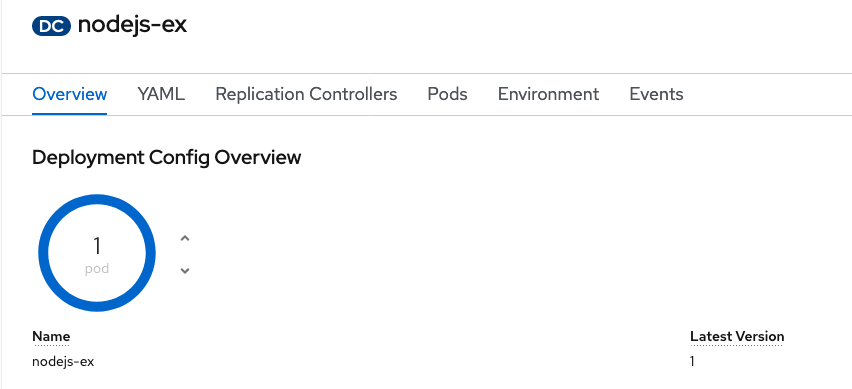 DC nodejs-ex
Overview YAML Replication Controllers Pods Environment Events
Deployment Config Overview
1
pod
Name
nodejs-ex
Latest Version
1